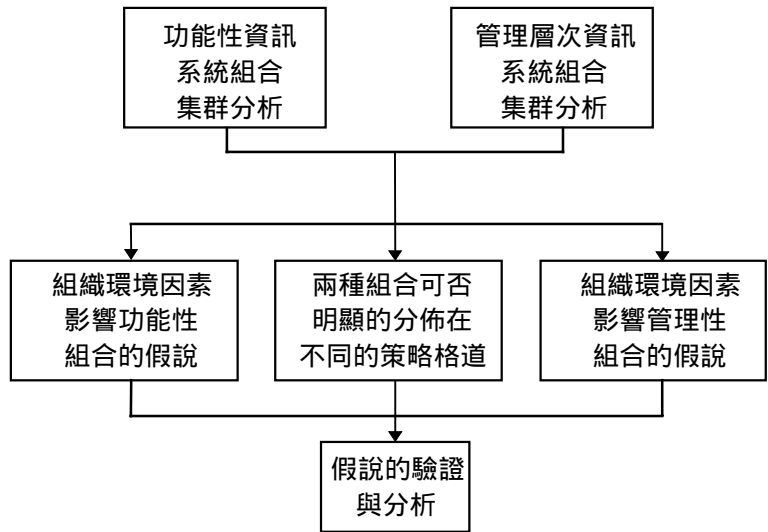 功能性資訊
系統組合
集群分析
管理層次資訊
系統組合
集群分析
組織環境因素
影響功能性
組合的假說
兩種組合可否
明顯的分佈在
不同的策略格道
組織環境因素
影響管理性
組合的假說
假說的驗證
與分析